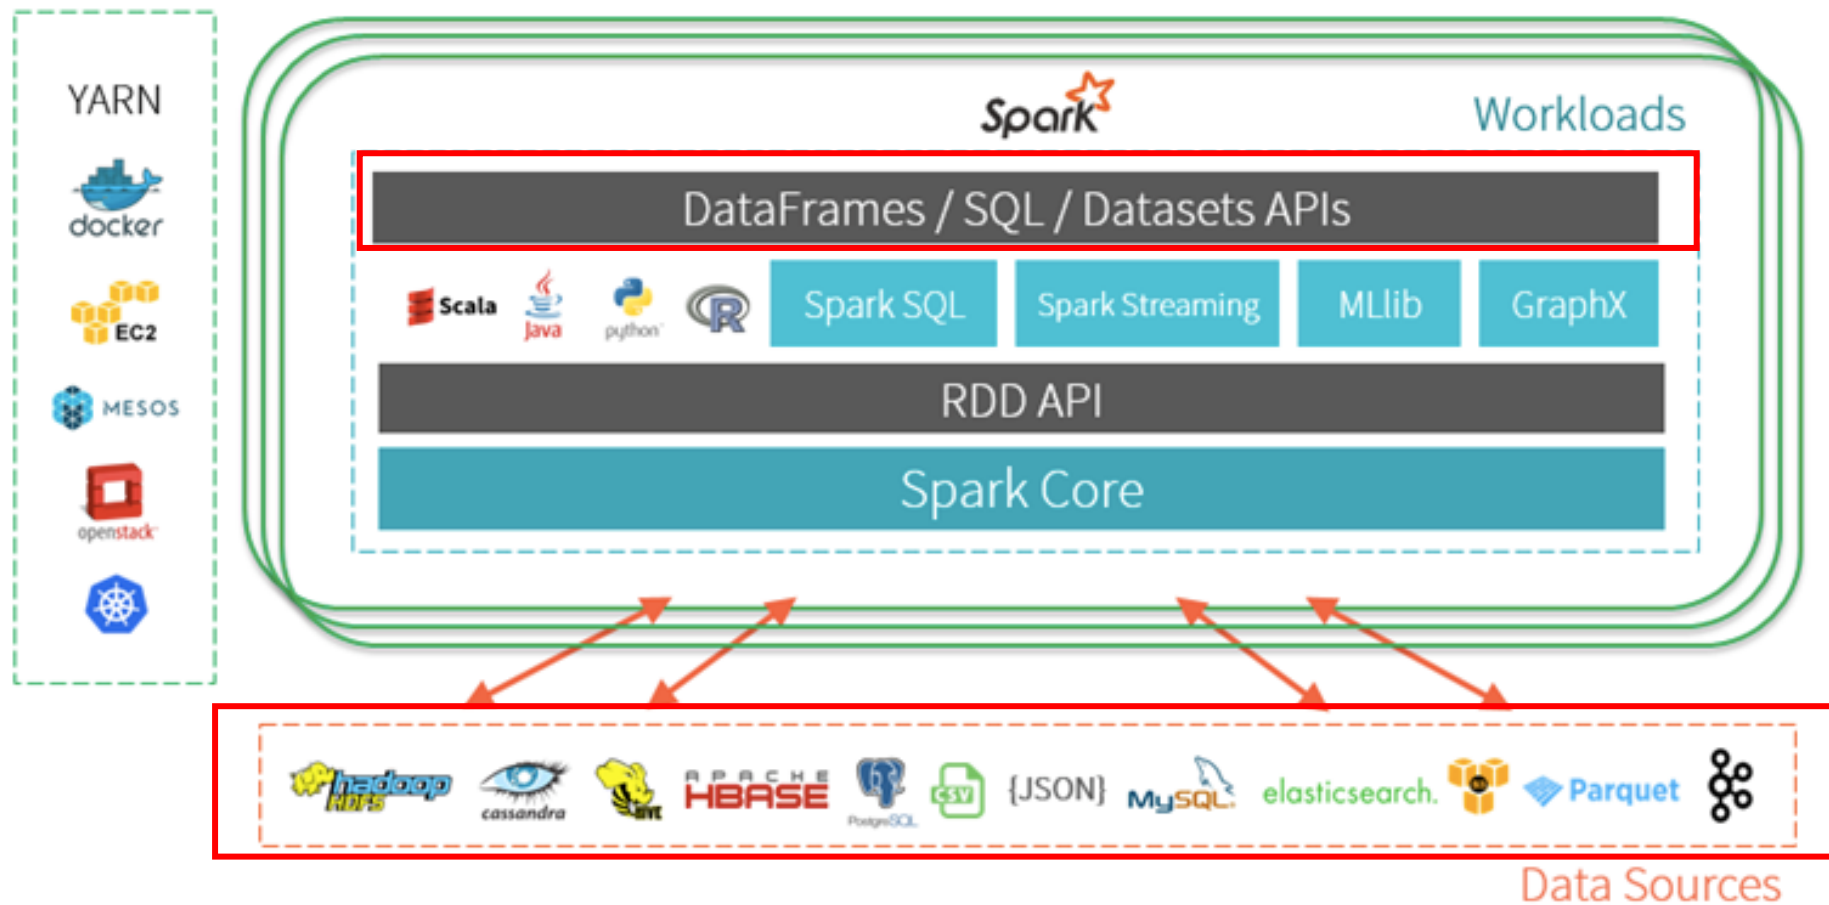 YARN
docker
EC2
MESOS
openstack
Spark
Workloads
DataFrames / SQL / Datasets APIs
Scala
Java
python
R
Spark SQL
Spark Streaming
MLlib
GraphX
RDD API
Spark Core
hadoop
HDFS
cassandra
HIVE
APACHE
HBASE
PostgreSQL
CSV
{JSON}
MySQL
elasticsearch.
Parquet
Data Sources